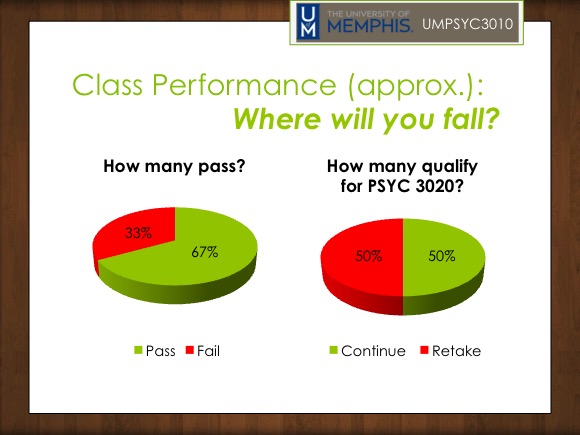 UM
THE UNIVERSITY OF
MEMPHIS.
UMPSYC3010
Class Performance (approx.):
Where will you fall?
How many pass?
33%
67%
Pass Fail
How many qualify
for PSYC 3020?
50% 50%
Continue Retake